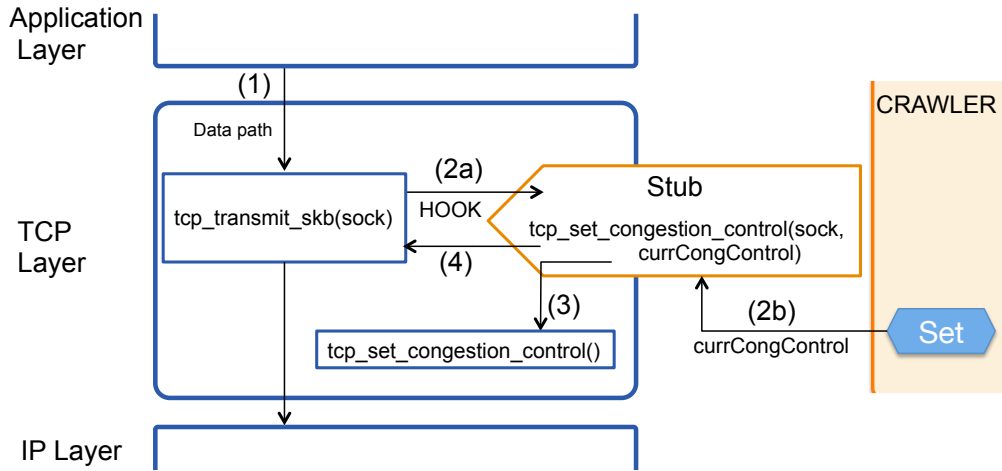 Application
Layer
(1)
CRAWLER
Data path
(2a)
Stub
tcp_transmit_skb(sock)
HOOK
tcp_set_congestion_control(sock,
currCongControl)
TCP
Layer
(4)
(3)
(2b)
Set
currCongControl
tcp_set_congestion_control()
IP Layer